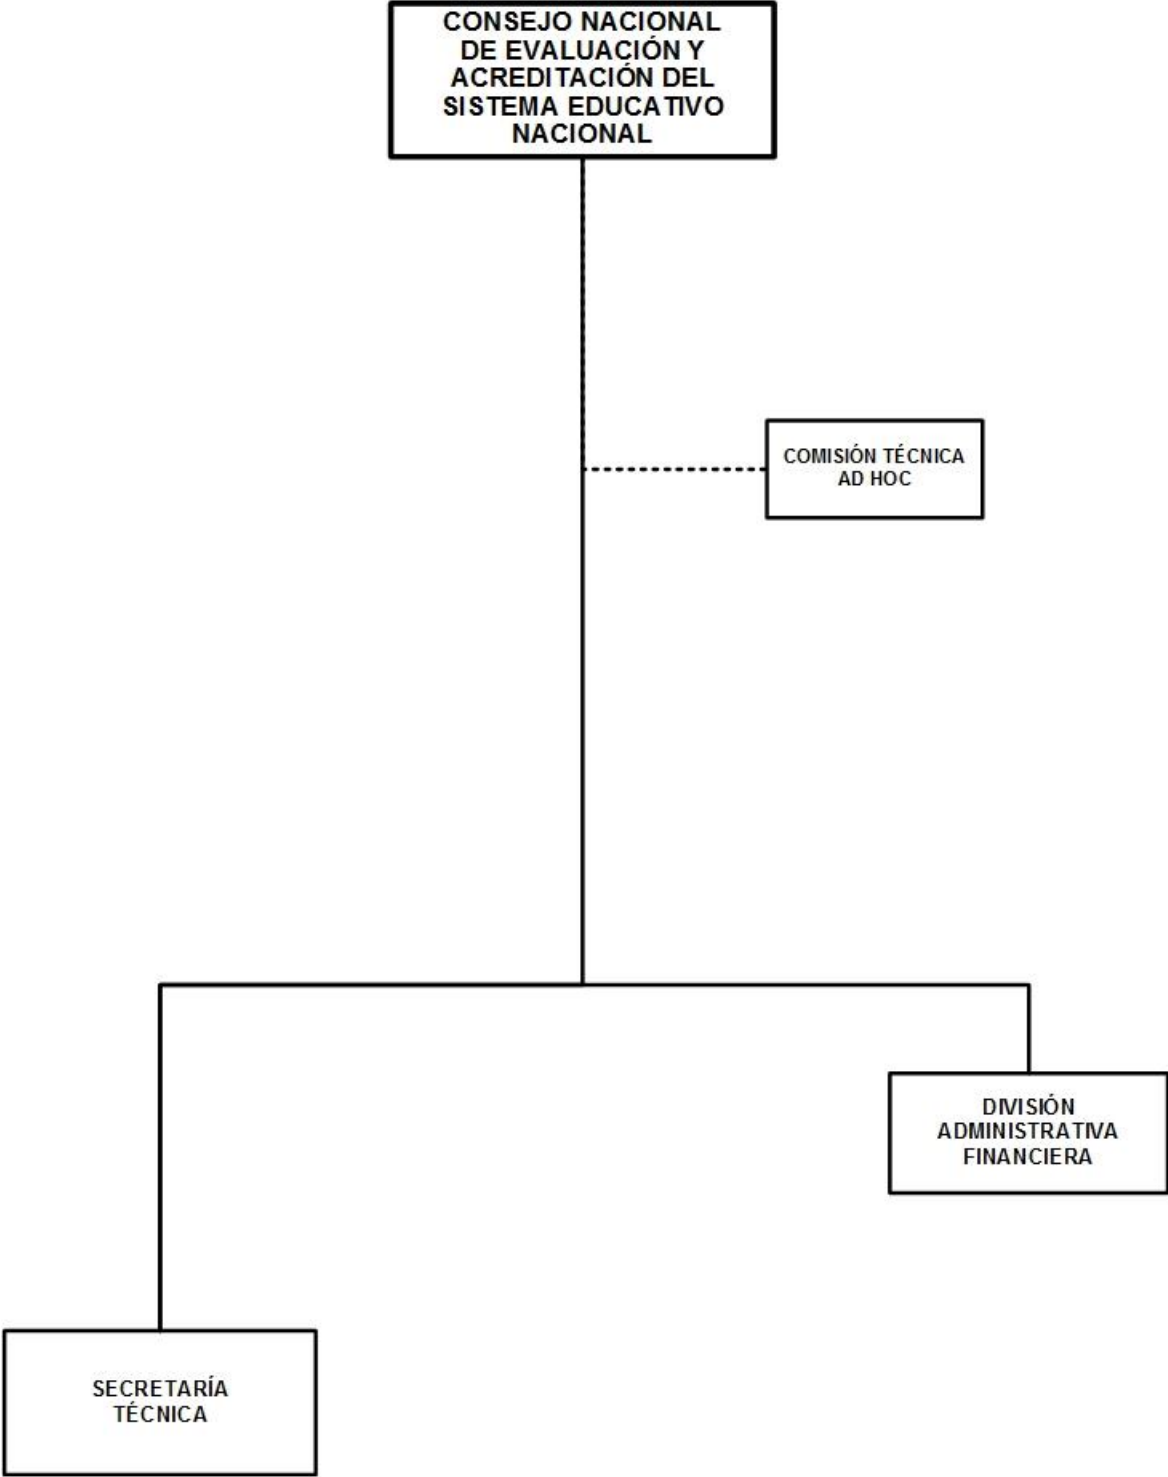 CONSEJO NACIONAL
DE EVALUACIÓN Y
ACREDITACIÓN DEL
SISTEMA EDUCATIVO
NACIONAL
COMISIÓN TÉCNICA
AD HOC
DIVISIÓN
ADMINISTRATIVA
FINANCIERA
SECRETARÍA
TÉCNICA